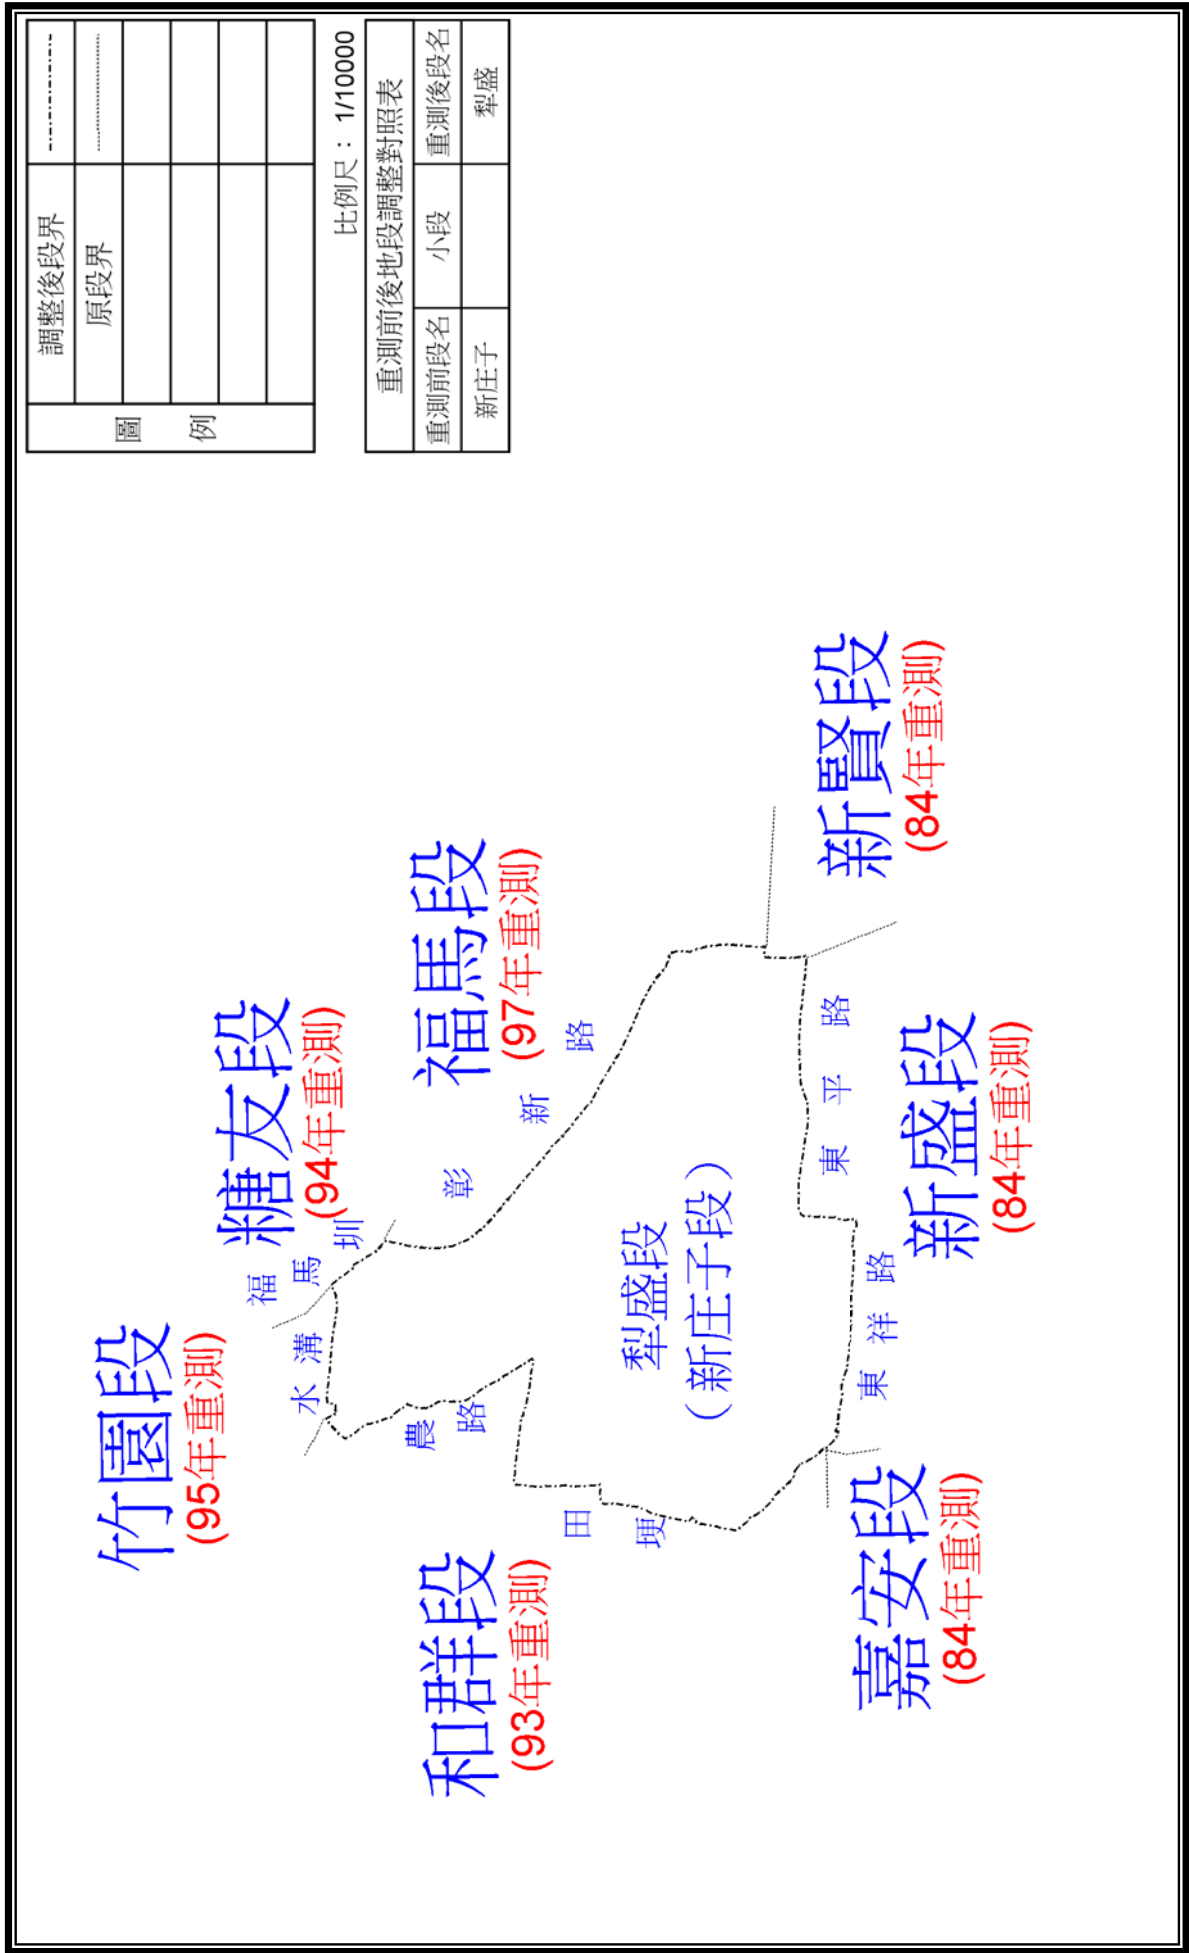 竹園段
(95年重測)
糖友段
(94年重測)
福馬圳
水溝
和群段
(93年重測)
農路
福馬段
(97年重測)
彰新路
田埂
犁盛段
(新庄子段)
新賢段
(84年重測)
東平路
東祥路
嘉安段
(84年重測)
新盛段
(84年重測)
圖例
調整後段界
原段界
比例尺：1/10000
重測前後地段調整對照表
重測前段名 小段 重測後段名
新庄子 犁盛